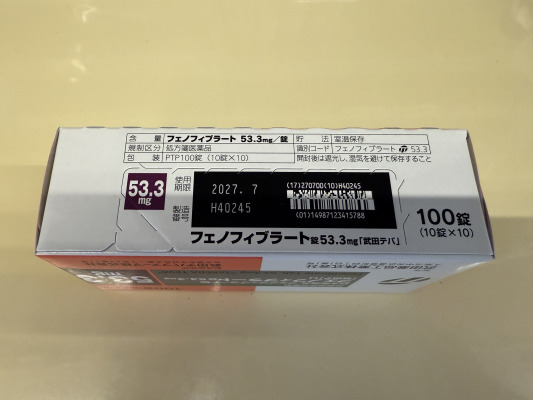 含量 フェノフィブラート 53.3mg/錠
規制区分 処方箋医薬品
包装 PTP100錠(10錠×10)
貯法 室温保存
識別コード フェノフィブラート 53.3
開封後は遮光し、湿気を避けて保存すること
53.3
mg
使用
期限
2027. 7
製造
番号
H40245
(17)270700(10)H40245
(01)14987123415788
100錠
(10錠×10)
フェノフィブラート錠53.3mg「武田テバ」